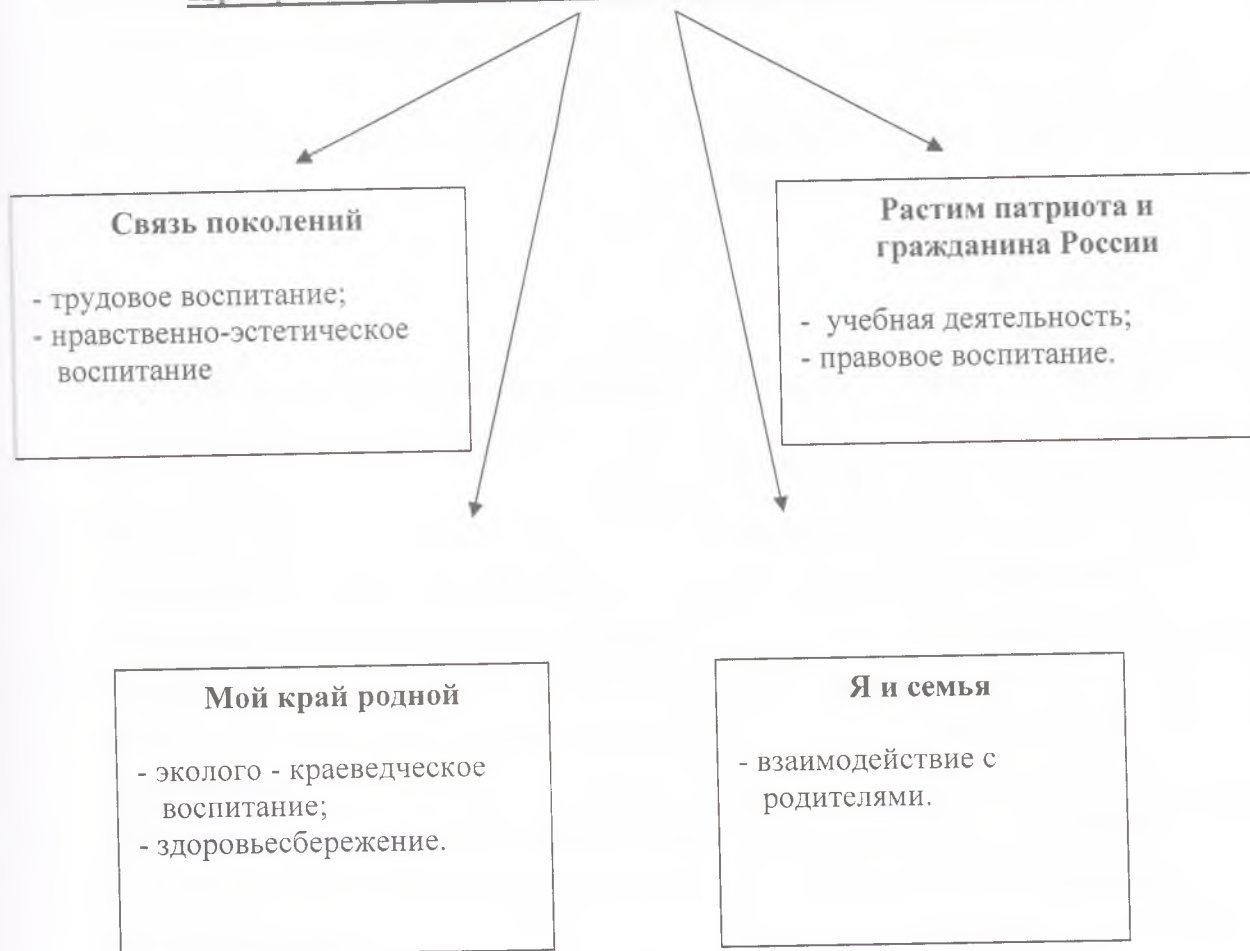 Связь поколений
- трудовое воспитание;
- нравственно-эстетическое
воспитание
Растим патриота и
гражданина России
- учебная деятельность;
- правовое воспитание.
Мой край родной
- эколого - краеведческое
воспитание;
- здоровьесбережение.
Я и семья
- взаимодействие с
родителями.